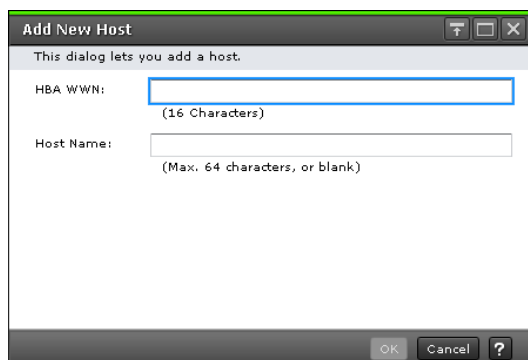 Add New Host
This dialog lets you add a host.
HBA WWN:
(16 Characters)
Host Name:
(Max. 64 characters, or blank)
OK Cancel ?